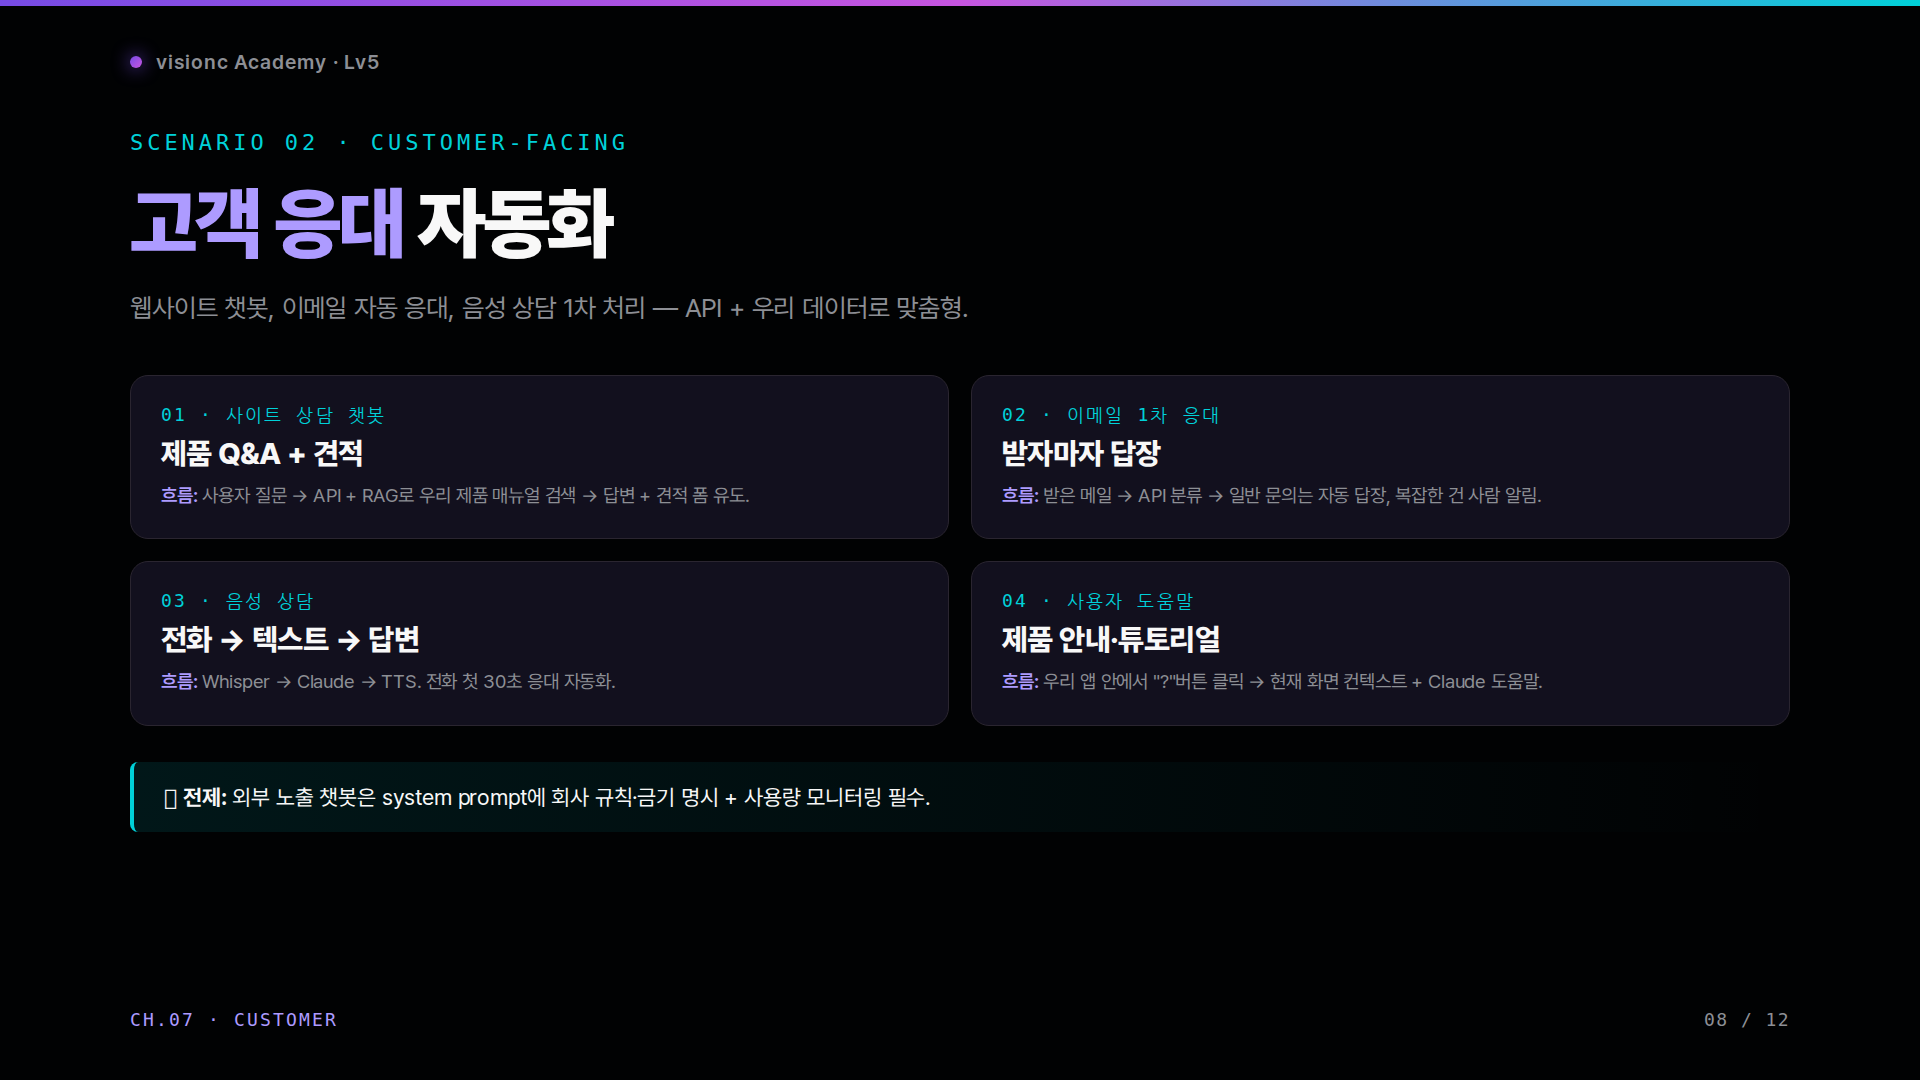 visionc Academy · Lv5
SCENARIO 02 · CUSTOMER-FACING
고객 응대 자동화
웹사이트 챗봇, 이메일 자동 응대, 음성 상담 1차 처리 — API + 우리 데이터로 맞춤형.
01 · 사이트 상담 챗봇
제품 Q&A + 견적
흐름: 사용자 질문 → API + RAG로 우리 제품 매뉴얼 검색 → 답변 + 견적 폼 유도.
02 · 이메일 1차 응대
받자마자 답장
흐름: 받은 메일 → API 분류 → 일반 문의는 자동 답장, 복잡한 건 사람 알림.
03 · 음성 상담
전화 → 텍스트 → 답변
흐름: Whisper → Claude → TTS. 전화 첫 30초 응대 자동화.
04 · 사용자 도움말
제품 안내·튜토리얼
흐름: 우리 앱 안에서 "?"버튼 클릭 → 현재 화면 컨텍스트 + Claude 도움말.
전제: 외부 노출 챗봇은 system prompt에 회사 규칙·금기 명시 + 사용량 모니터링 필수.
CH.07 · CUSTOMER
08 / 12